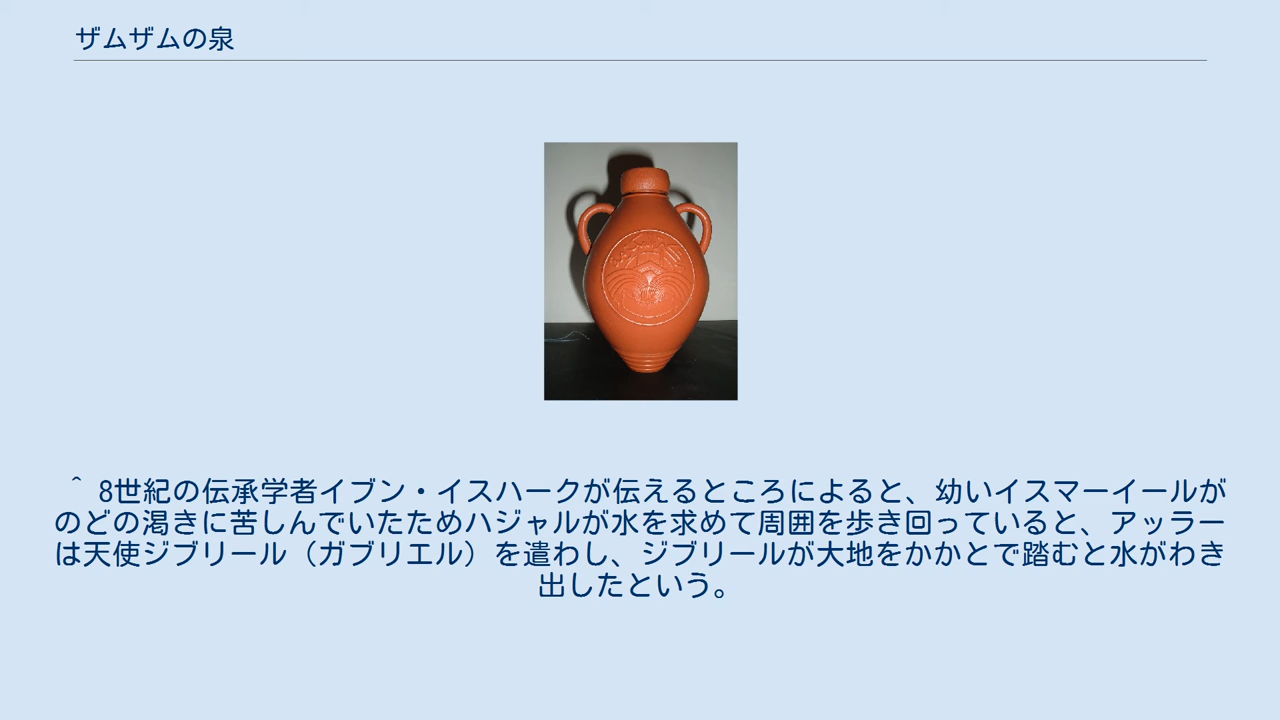 ザムザムの泉
^ 8世紀の伝承学者イブン・イスハークが伝えるところによると、幼いイスマーイールが
のどの渇きに苦しんでいたためハジャルが水を求めて周囲を歩き回っていると、アッラー
は天使ジブリール（ガブリエル）を遣わし、ジブリールが大地をかかとで踏むと水がわき
出したという。